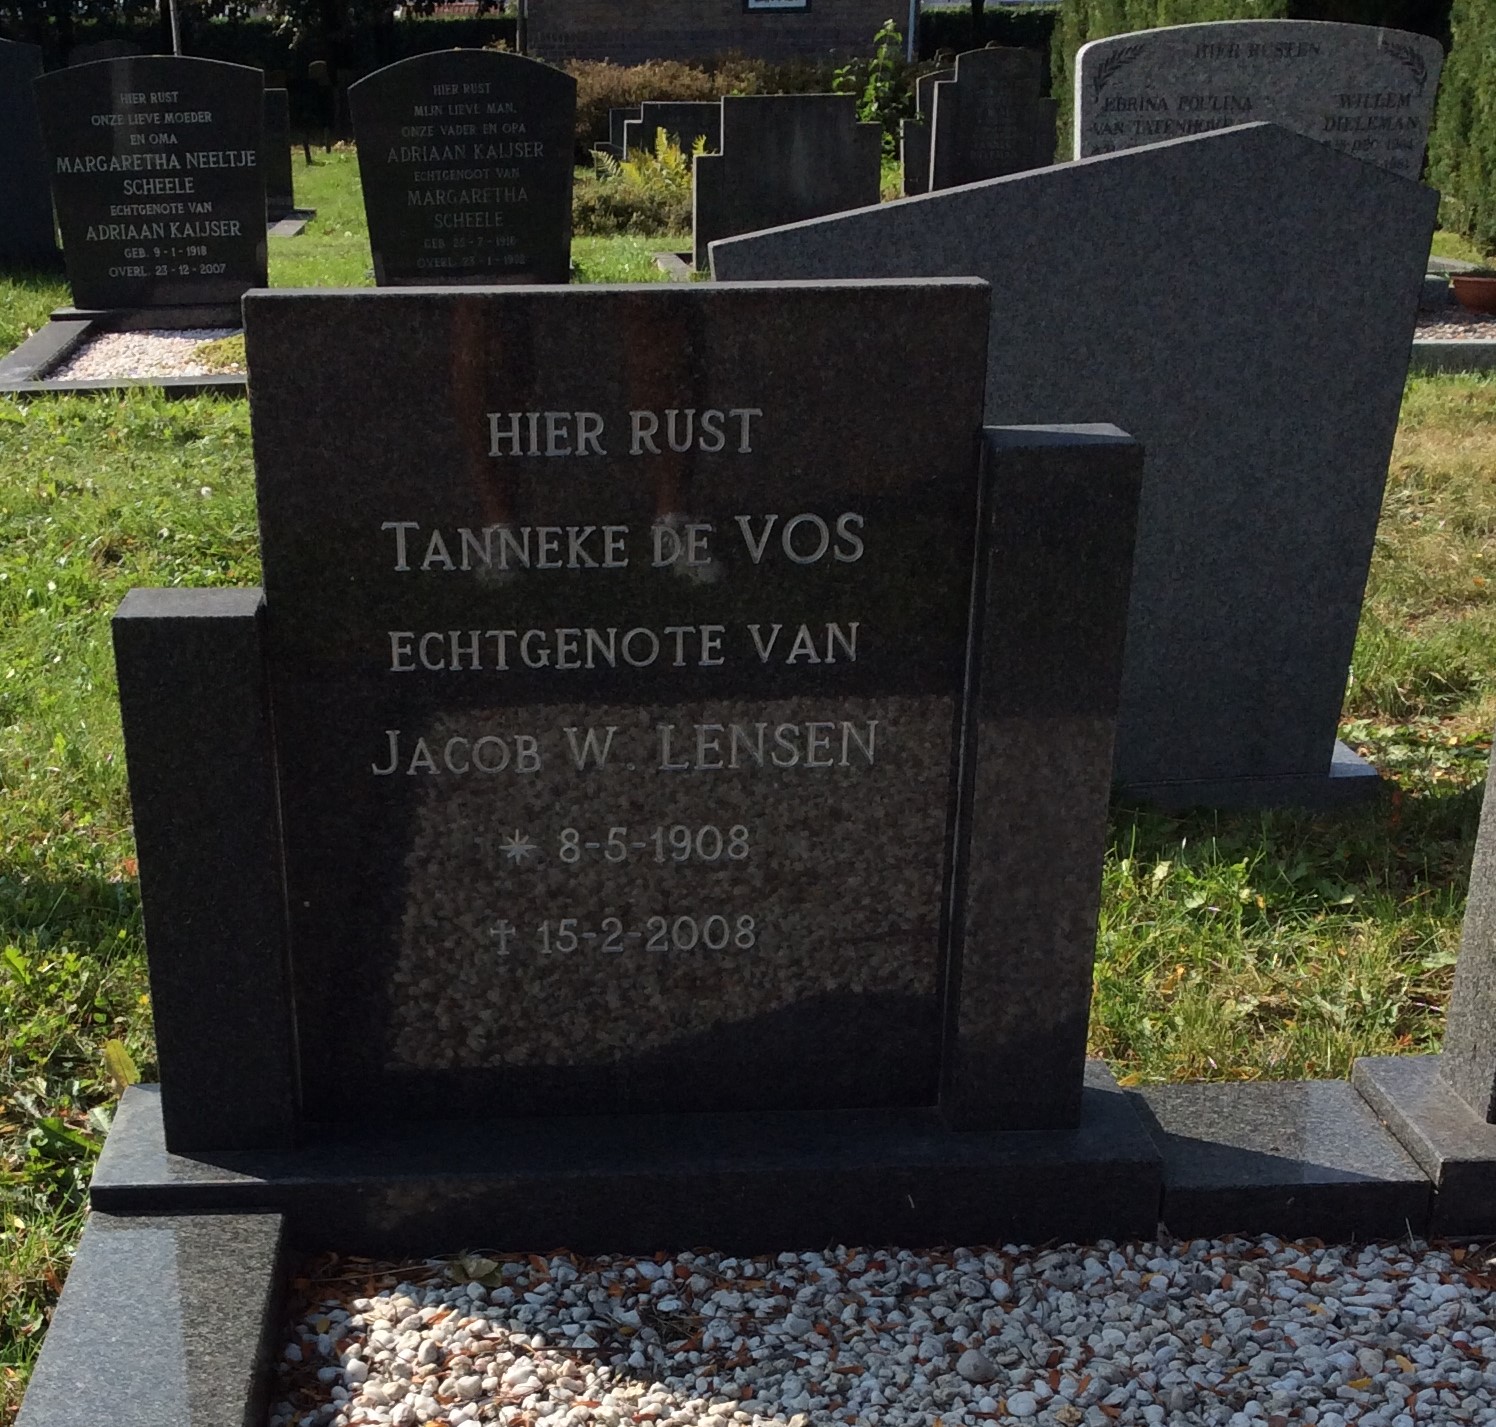 HIER RUST
ONZE LIEVE MOEDER
EN OMA
MARGARETHA NEELTJE
SCHEELE
ECHTGENOTE VAN
ADRIAAN KAIJSER
GEB. 9-1-1918
OVERL. 23-12-2007
HIER RUST
MIJN LIEVE MAN,
ONZE VADER EN OPA
ADRIAAN KAIJSER
ECHTGENOOT VAN
MARGARETHA
SCHEELE
HIER RUSTEN
POULINA
WILLEM
DIELEMAN
HIER RUST
TANNEKE DE VOS
ECHTGENOTE VAN
JACOB W. LENSEN
* 8-5-1908
† 15-2-2008